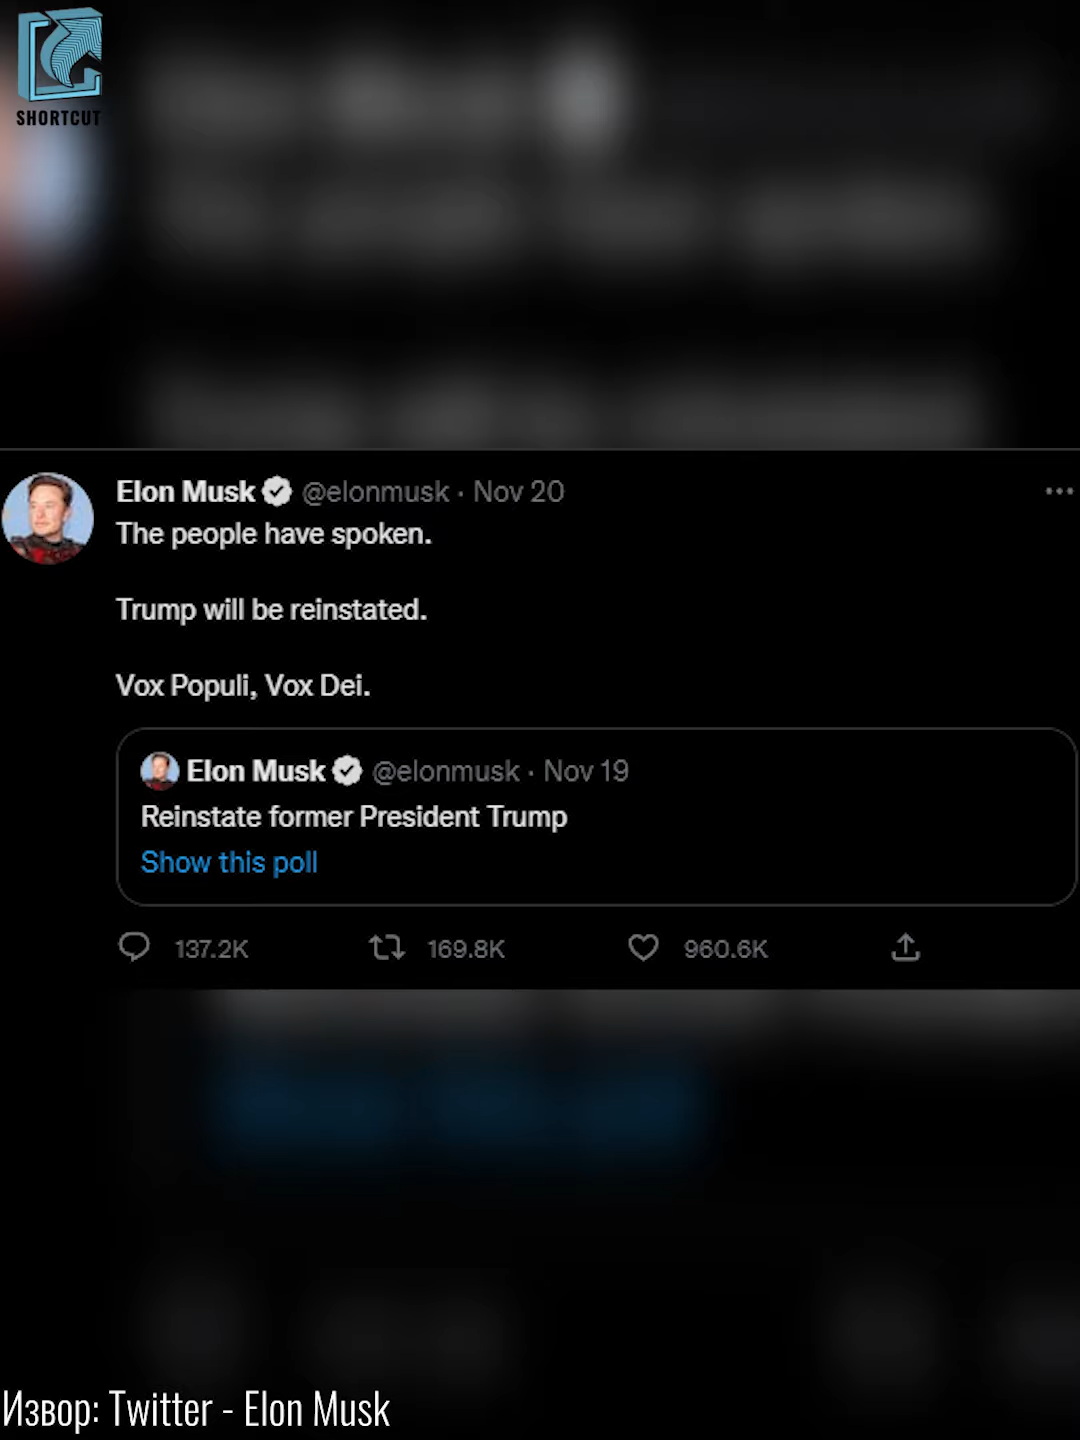 SHORTCUT
Elon Musk @elonmusk · Nov 20
The people have spoken.
Trump will be reinstated.
Vox Populi, Vox Dei.
Elon Musk @elonmusk · Nov 19
Reinstate former President Trump
Show this poll
137.2K 169.8K 960.6K
Извор: Twitter - Elon Musk